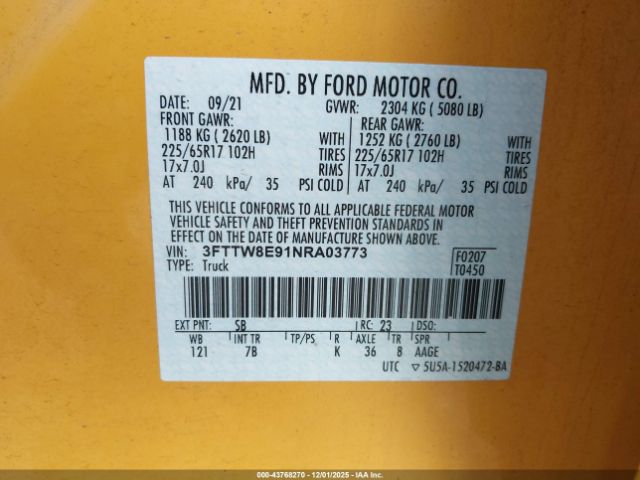 MFD. BY FORD MOTOR CO.
DATE: 09/21 GVWR: 2304 KG ( 5080 LB)
FRONT GAWR: REAR GAWR:
1188 KG ( 2620 LB) WITH 1252 KG ( 2760 LB) WITH
225/65R17 102H TIRES 225/65R17 102H TIRES
17x7.0J RIMS 17x7.0J RIMS
AT 240 kPa/ 35 PSI COLD AT 240 kPa/ 35 PSI COLD
THIS VEHICLE CONFORMS TO ALL APPLICABLE FEDERAL MOTOR
VEHICLE SAFETY AND THEFT PREVENTION STANDARDS IN
EFFECT ON THE DATE OF MANUFACTURE SHOWN ABOVE.
VIN: 3FTTW8E91NRA03773 F0207
TYPE: Truck T0450
EXT PNT: SB RC: 23 DSO:
WB INT TR TP/PS R AXLE TR SPR
121 7B K 36 8 AAGE
UTC ▽ 5U5A-1520472-BA
000-43768270 - 12/01/2025 - IAAI.COM